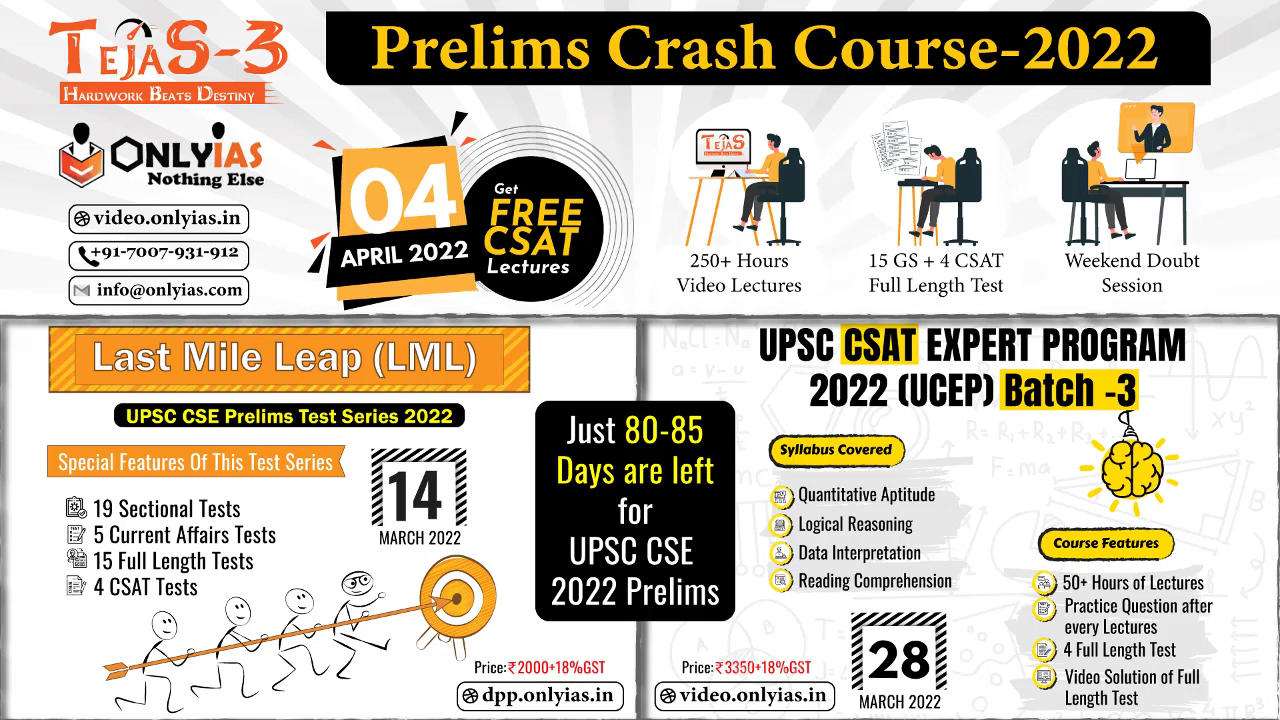 TEJAS-3
HARDWORK BEATS DESTINY
Prelims Crash Course-2022
ONLYIAS
Nothing Else
video.onlyias.in
+91-7007-931-912
info@onlyias.com
04
APRIL 2022
Get
FREE
CSAT
Lectures
TEJAS
250+ Hours
Video Lectures
15 GS + 4 CSAT
Full Length Test
Weekend Doubt
Session
Last Mile Leap (LML)
UPSC CSE Prelims Test Series 2022
Special Features Of This Test Series
19 Sectional Tests
5 Current Affairs Tests
15 Full Length Tests
4 CSAT Tests
14
MARCH 2022
Price:₹2000+18%GST
dpp.onlyias.in
Just 80-85
Days are left
for
UPSC CSE
2022 Prelims
UPSC CSAT EXPERT PROGRAM
2022 (UCEP) Batch -3
Syllabus Covered
Quantitative Aptitude
Logical Reasoning
Data Interpretation
Reading Comprehension
Course Features
50+ Hours of Lectures
Practice Question after
every Lectures
4 Full Length Test
Video Solution of Full
Length Test
28
MARCH 2022
Price:₹3350+18%GST
video.onlyias.in